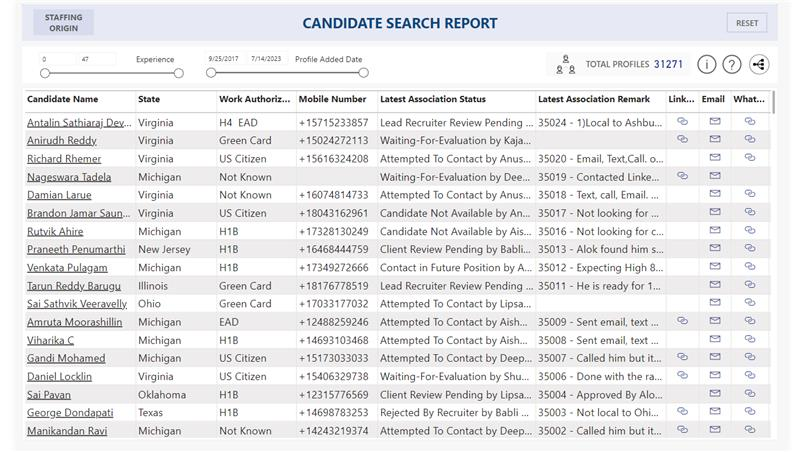 STAFFING
ORIGIN
CANDIDATE SEARCH REPORT
RESET
0 47 Experience 9/25/2017 7/14/2023 Profile Added Date
TOTAL PROFILES 31271
Candidate Name State Work Authoriz... Mobile Number Latest Association Status Latest Association Remark Link... Email What...
Antalin Sathiaraj Dev... Virginia H4 EAD +15715233857 Lead Recruiter Review Pending ... 35024 - 1)Local to Ashbu...
Anirudh Reddy Virginia Green Card +15024272113 Waiting-For-Evaluation by Kaja...
Richard Rhemer Virginia US Citizen +15616324208 Attempted To Contact by Anus... 35020 - Email, Text,Call. o...
Nageswara Tadela Michigan Not Known Waiting-For-Evaluation by Dee... 35019 - Contacted Linke...
Damian Larue Virginia Not Known +16074814733 Attempted To Contact by Anus... 35018 - Text, call, Email. ...
Brandon Jamar Saun... Virginia US Citizen +18043162961 Candidate Not Available by An... 35017 - Not looking for ...
Rutvik Ahire Michigan H1B +17328130249 Candidate Not Available by Ais... 35016 - Not looking for c...
Praneeth Penumarthi New Jersey H1B +16468444759 Client Review Pending by Babli ... 35013 - Alok found him s...
Venkata Pulagam Michigan H1B +17349272666 Contact in Future Position by A... 35012 - Expecting High 8...
Tarun Reddy Barugu Illinois Green Card +18176778519 Lead Recruiter Review Pending ... 35011 - He is ready for 1...
Sai Sathvik Veeravelly Ohio Green Card +17033177032 Attempted To Contact by Lipsa...
Amruta Moorashillin Michigan EAD +12488259246 Attempted To Contact by Aish... 35009 - Sent email, text ...
Viharika C Michigan H1B +14693103468 Attempted To Contact by Aish... 35008 - Sent email, text ...
Gandi Mohamed Michigan US Citizen +15173033033 Attempted To Contact by Deep... 35007 - Called him but it...
Daniel Locklin Virginia US Citizen +15406329738 Waiting-For-Evaluation by Shu... 35006 - Done with the ra...
Sai Pavan Oklahoma H1B +12315776569 Client Review Pending by Lipsa... 35004 - Approved By Alo...
George Dondapati Texas H1B +14698783253 Rejected By Recruiter by Babli ... 35003 - Not local to Ohi...
Manikandan Ravi Michigan Not Known +14243219374 Attempted To Contact by Deep... 35002 - Called him but it...